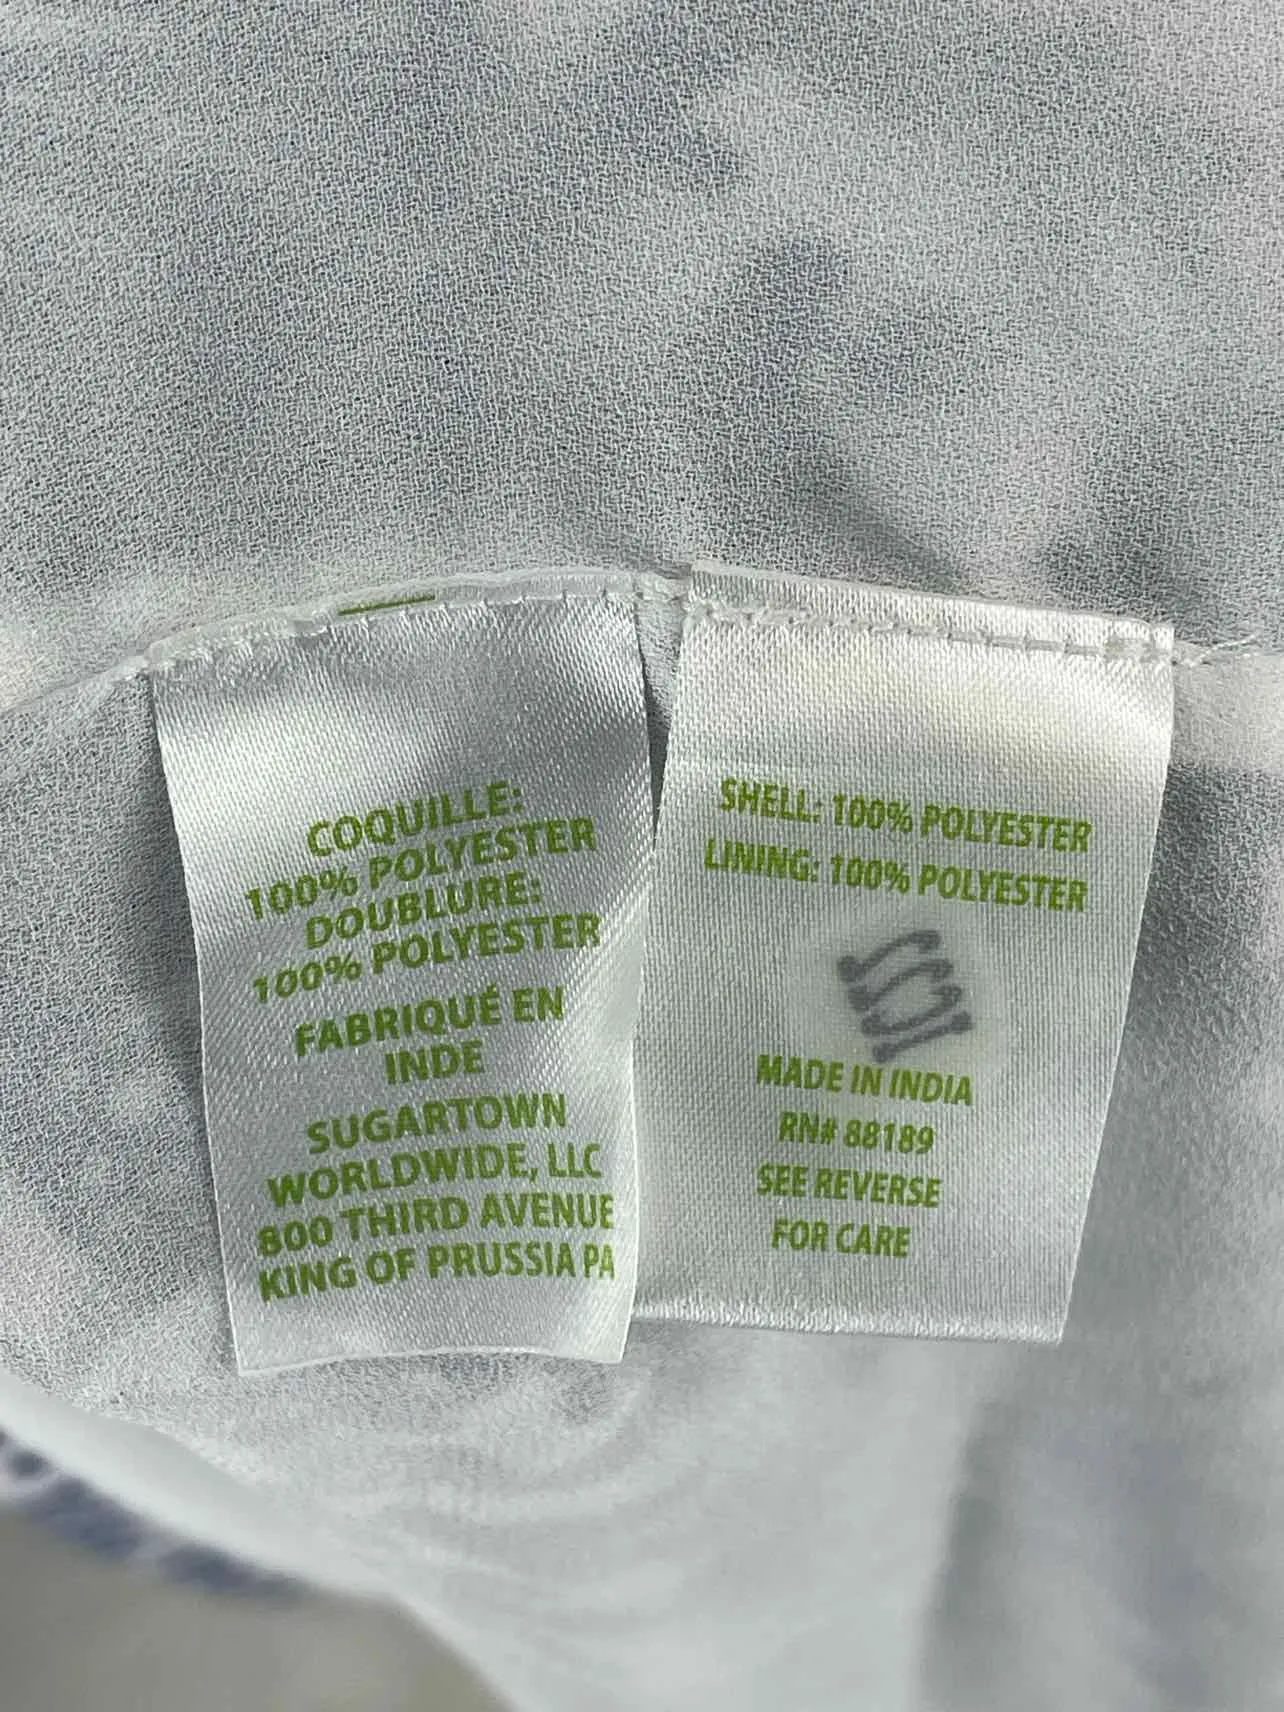 COQUILLE:
100% POLYESTER
DOUBLURE:
100% POLYESTER
FABRIQUÉ EN
INDE
SUGARTOWN
WORLDWIDE, LLC
800 THIRD AVENUE
KING OF PRUSSIA PA
SHELL: 100% POLYESTER
LINING: 100% POLYESTER
MADE IN INDIA
RN# 88189
SEE REVERSE
FOR CARE